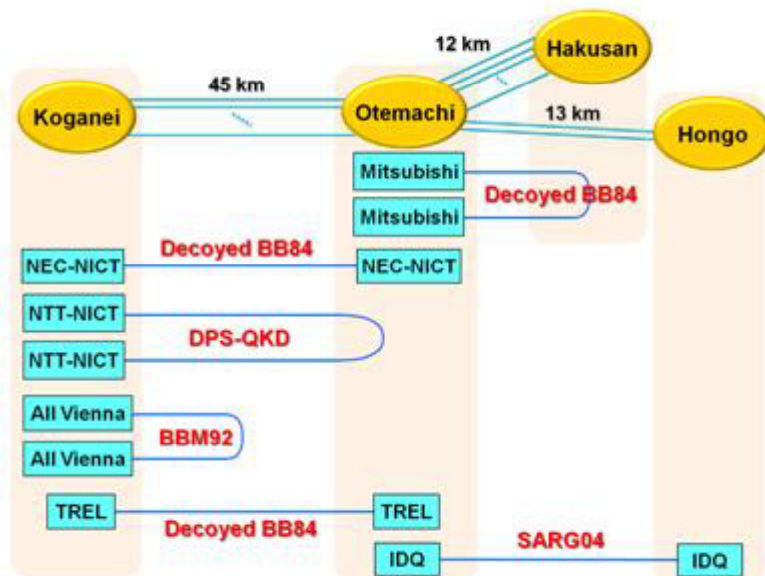 12 km
Hakusan
45 km
Koganei
Otemachi
13 km
Hongo
Mitsubishi
Decoyed BB84
Mitsubishi
Decoyed BB84
NEC-NICT
NEC-NICT
NTT-NICT
DPS-QKD
NTT-NICT
All Vienna
BBM92
All Vienna
TREL
TREL
Decoyed BB84
SARG04
IDQ
IDQ